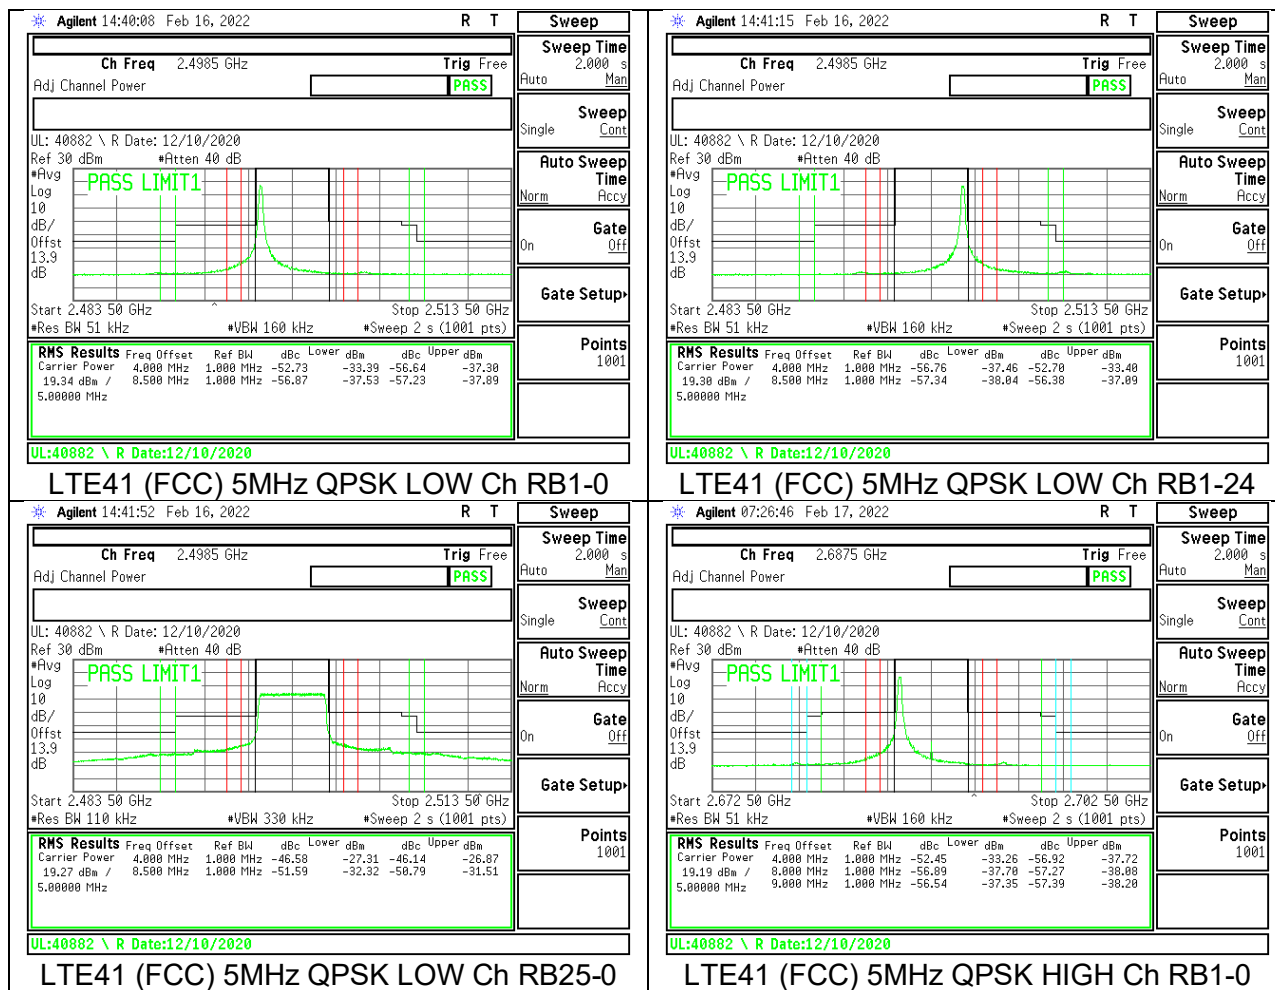 Agilent 14:40:08 Feb 16, 2022 R T Sweep
Sweep Time
2.000 s
Auto Man
Ch Freq 2.4985 GHz Trig Free
Adj Channel Power PASS
Sweep
Single Cont
UL: 40882 \ R Date: 12/10/2020
Ref 30 dBm #Atten 40 dB
Auto Sweep
Time
Norm Accy
#Avg
Log
10
dB/
Offst
13.9
dB
PASS LIMIT1
Gate
On Off
Gate Setup
Start 2.483 50 GHz Stop 2.513 50 GHz
#Res BW 51 kHz #VBW 160 kHz #Sweep 2 s (1001 pts)
Points
1001
RMS Results Freq Offset Ref BW dBc Lower dBm dBc Upper dBm
Carrier Power 4.000 MHz 1.000 MHz -52.73 -33.39 -56.64 -37.30
19.34 dBm / 8.500 MHz 1.000 MHz -56.87 -37.53 -57.23 -37.89
5.00000 MHz
UL:40882 \ R Date:12/10/2020
LTE41 (FCC) 5MHz QPSK LOW Ch RB1-0
Agilent 14:41:15 Feb 16, 2022 R T Sweep
Sweep Time
2.000 s
Auto Man
Ch Freq 2.4985 GHz Trig Free
Adj Channel Power PASS
Sweep
Single Cont
UL: 40882 \ R Date: 12/10/2020
Ref 30 dBm #Atten 40 dB
Auto Sweep
Time
Norm Accy
#Avg
Log
10
dB/
Offst
13.9
dB
PASS LIMIT1
Gate
On Off
Gate Setup
Start 2.483 50 GHz Stop 2.513 50 GHz
#Res BW 51 kHz #VBW 160 kHz #Sweep 2 s (1001 pts)
Points
1001
RMS Results Freq Offset Ref BW dBc Lower dBm dBc Upper dBm
Carrier Power 4.000 MHz 1.000 MHz -56.76 -37.46 -52.70 -33.40
19.30 dBm / 8.500 MHz 1.000 MHz -57.34 -38.04 -56.38 -37.09
5.00000 MHz
UL:40882 \ R Date:12/10/2020
LTE41 (FCC) 5MHz QPSK LOW Ch RB1-24
Agilent 14:41:52 Feb 16, 2022 R T Sweep
Sweep Time
2.000 s
Auto Man
Ch Freq 2.4985 GHz Trig Free
Adj Channel Power PASS
Sweep
Single Cont
UL: 40882 \ R Date: 12/10/2020
Ref 30 dBm #Atten 40 dB
Auto Sweep
Time
Norm Accy
#Avg
Log
10
dB/
Offst
13.9
dB
PASS LIMIT1
Gate
On Off
Gate Setup
Start 2.483 50 GHz Stop 2.513 50 GHz
#Res BW 110 kHz #VBW 330 kHz #Sweep 2 s (1001 pts)
Points
1001
RMS Results Freq Offset Ref BW dBc Lower dBm dBc Upper dBm
Carrier Power 4.000 MHz 1.000 MHz -46.58 -27.31 -46.14 -26.87
19.27 dBm / 8.500 MHz 1.000 MHz -51.59 -32.32 -50.79 -31.51
5.00000 MHz
UL:40882 \ R Date:12/10/2020
LTE41 (FCC) 5MHz QPSK LOW Ch RB25-0
Agilent 07:26:46 Feb 17, 2022 R T Sweep
Sweep Time
2.000 s
Auto Man
Ch Freq 2.6875 GHz Trig Free
Adj Channel Power PASS
Sweep
Single Cont
UL: 40882 \ R Date: 12/10/2020
Ref 30 dBm #Atten 40 dB
Auto Sweep
Time
Norm Accy
#Avg
Log
10
dB/
Offst
13.9
dB
PASS LIMIT1
Gate
On Off
Gate Setup
Start 2.672 50 GHz Stop 2.702 50 GHz
#Res BW 51 kHz #VBW 160 kHz #Sweep 2 s (1001 pts)
Points
1001
RMS Results Freq Offset Ref BW dBc Lower dBm dBc Upper dBm
Carrier Power 4.000 MHz 1.000 MHz -52.45 -33.26 -56.92 -37.72
19.19 dBm / 8.000 MHz 1.000 MHz -56.89 -37.70 -57.27 -38.08
5.00000 MHz 9.000 MHz 1.000 MHz -56.54 -37.35 -57.39 -38.20
UL:40882 \ R Date:12/10/2020
LTE41 (FCC) 5MHz QPSK HIGH Ch RB1-0